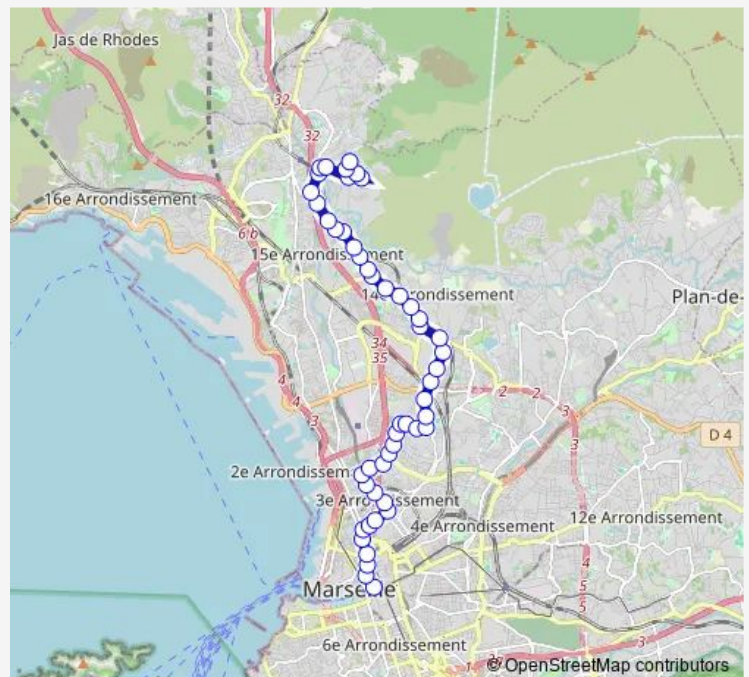 Jas de Rhodes
32
32
16e Arrondissement
6 b
15e Arrondissement
14e Arrondissement
Plan-de-
34
35
2
2
3
3
4
4
3
D 4
2e Arrondissem
3e Arrondissement
4e Arrondissement
12e Arrondissement
4
5
5
Marseille
6e Arrondissement
3
1
© OpenStreetMap contributors